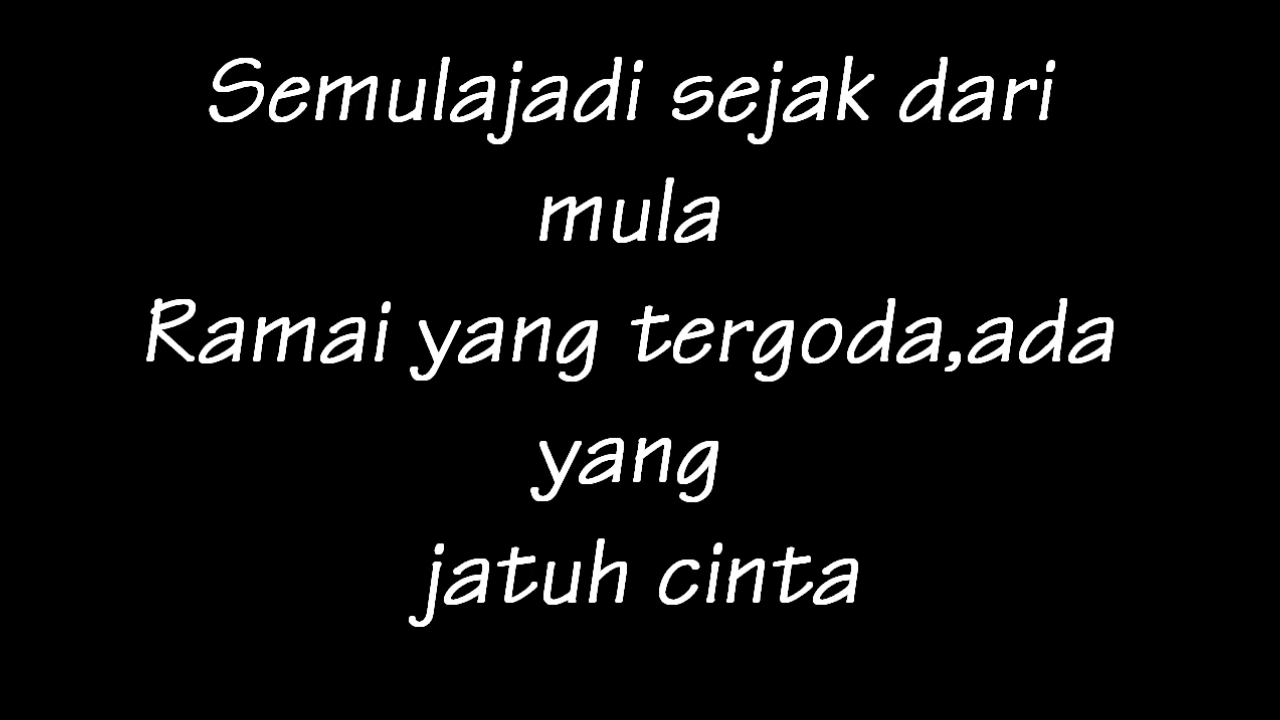 Semulajadi sejak dari
mula
Ramai yang tergoda,ada
yang
jatuh cinta